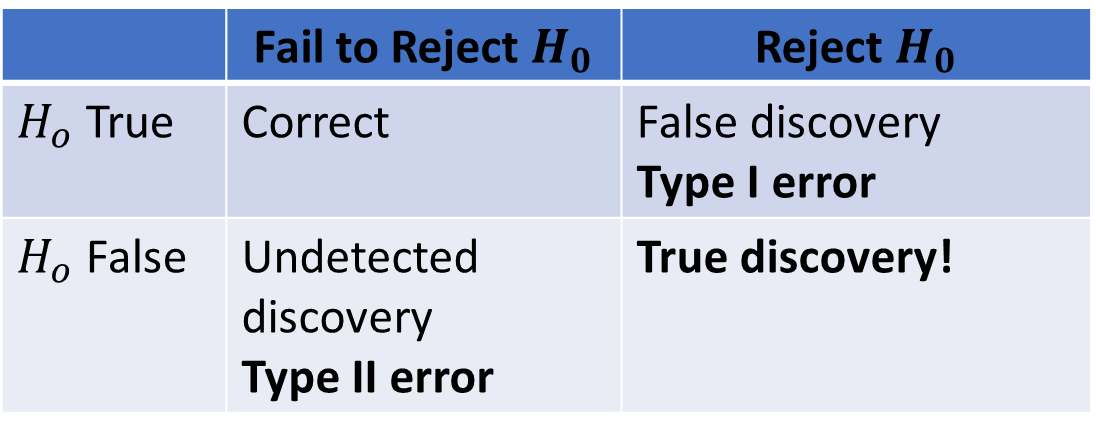 Fail to Reject H₀ Reject H₀
Hₒ True Correct False discovery
Type I error
Hₒ False Undetected True discovery!
discovery
Type II error